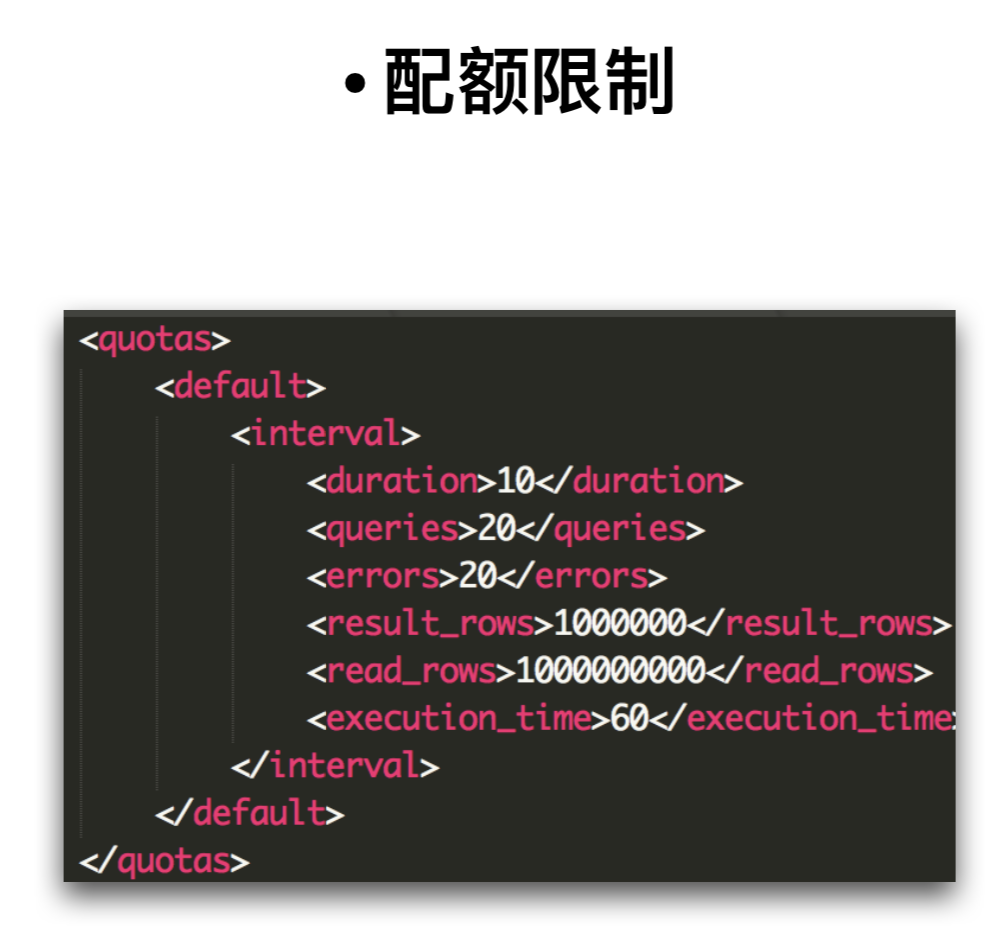 • 配额限制
<quotas>
<default>
<interval>
<duration>10</duration>
<queries>20</queries>
<errors>20</errors>
<result_rows>1000000</result_rows>
<read_rows>1000000000</read_rows>
<execution_time>60</execution_time>
</interval>
</default>
</quotas>